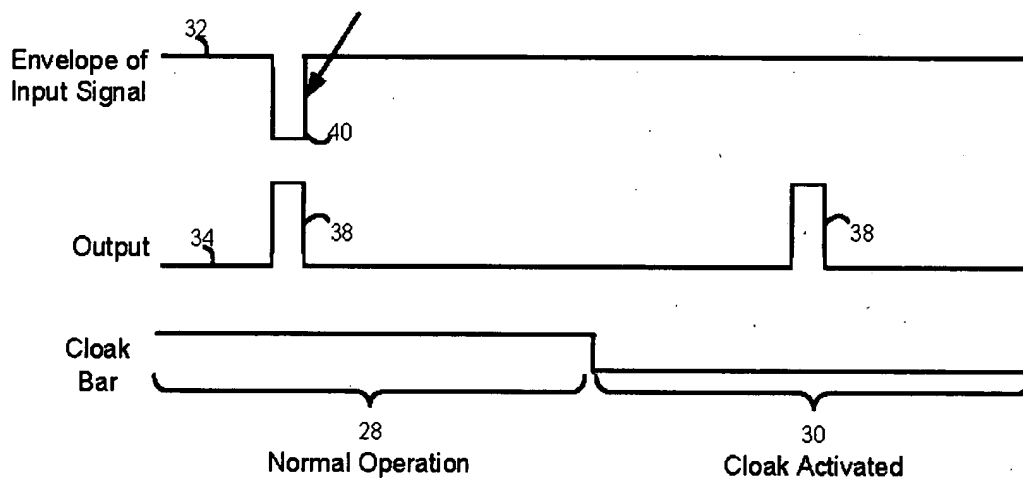 32
Envelope of
Input Signal
40
Output
34
38
38
Cloak
Bar
28
30
Normal Operation
Cloak Activated